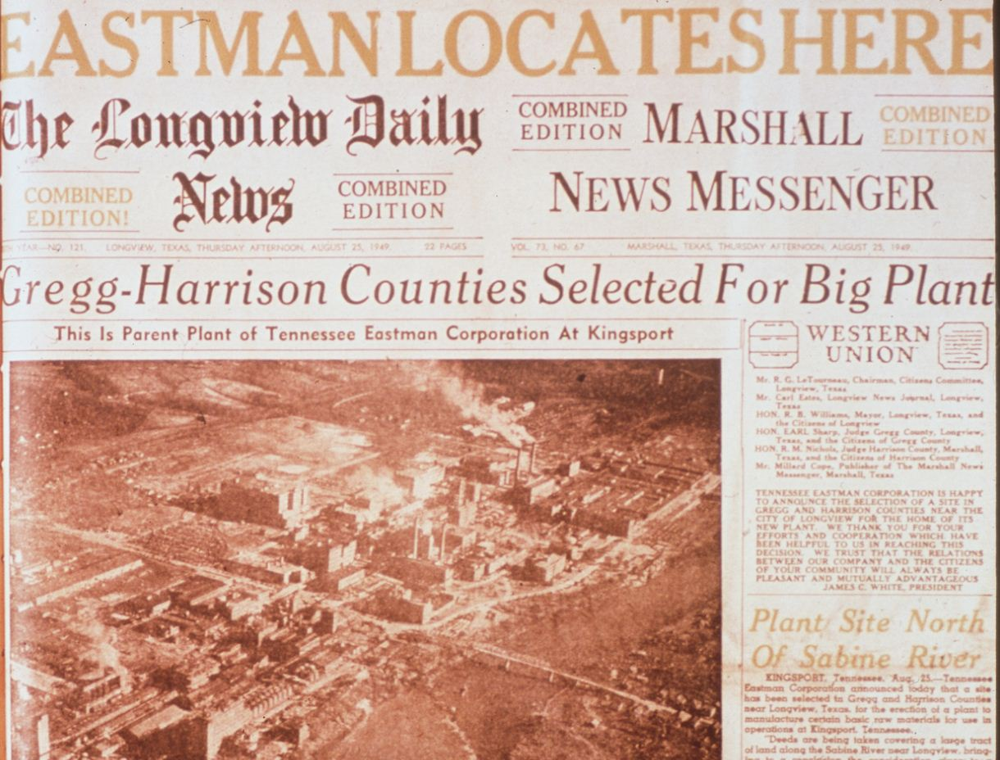 EASTMAN LOCATES HERE
The Longview Daily
News
COMBINED
EDITION!
COMBINED
EDITION
COMBINED
EDITION
MARSHALL
COMBINED
EDITION
NEWS MESSENGER
YEAR—NO. 121. LONGVIEW, TEXAS, THURSDAY AFTERNOON, AUGUST 25, 1949. 22 PAGES
VOL. 73, NO. 67 MARSHALL, TEXAS, THURSDAY AFTERNOON, AUGUST 25, 1949
Gregg-Harrison Counties Selected For Big Plant
This Is Parent Plant of Tennessee Eastman Corporation At Kingsport
WESTERN
UNION
Mr. R. G. LeTourneau, Chairman, Citizens Committee,
Longview, Texas
Mr. Carl Estes, Longview News Journal, Longview,
Texas
HON. R. B. Williams, Mayor, Longview, Texas, and
the Citizens of Longview
HON. EARL Sharp, Judge Gregg County, Longview,
Texas, and the Citizens of Gregg County
HON. R. M. Nichols, Judge Harrison County, Marshall,
Texas, and the Citizens of Harrison County
Mr. Millard Cope, Publisher of The Marshall News
Messenger, Marshall, Texas
TENNESSEE EASTMAN CORPORATION IS HAPPY
TO ANNOUNCE THE SELECTION OF A SITE IN
GREGG AND HARRISON COUNTIES NEAR THE
CITY OF LONGVIEW FOR THE HOME OF ITS
NEW PLANT. WE THANK YOU FOR YOUR
EFFORTS AND COOPERATION WHICH HAVE
BEEN HELPFUL TO US IN REACHING THIS
DECISION. WE TRUST THAT THE RELATIONS
BETWEEN OUR COMPANY AND THE CITIZENS
OF YOUR COMMUNITY WILL ALWAYS BE
PLEASANT AND MUTUALLY ADVANTAGEOUS
JAMES C. WHITE, PRESIDENT
Plant Site North
Of Sabine River
KINGSPORT, Tennessee, Aug. 25.—Tennessee
Eastman Corporation announced today that a site
has been selected in Gregg and Harrison Counties
near Longview, Texas, for the erection of a plant to
manufacture certain basic raw materials for use in
operations at Kingsport, Tennessee.
"Deeds are being taken covering a large tract
of land along the Sabine River near Longview, bring-